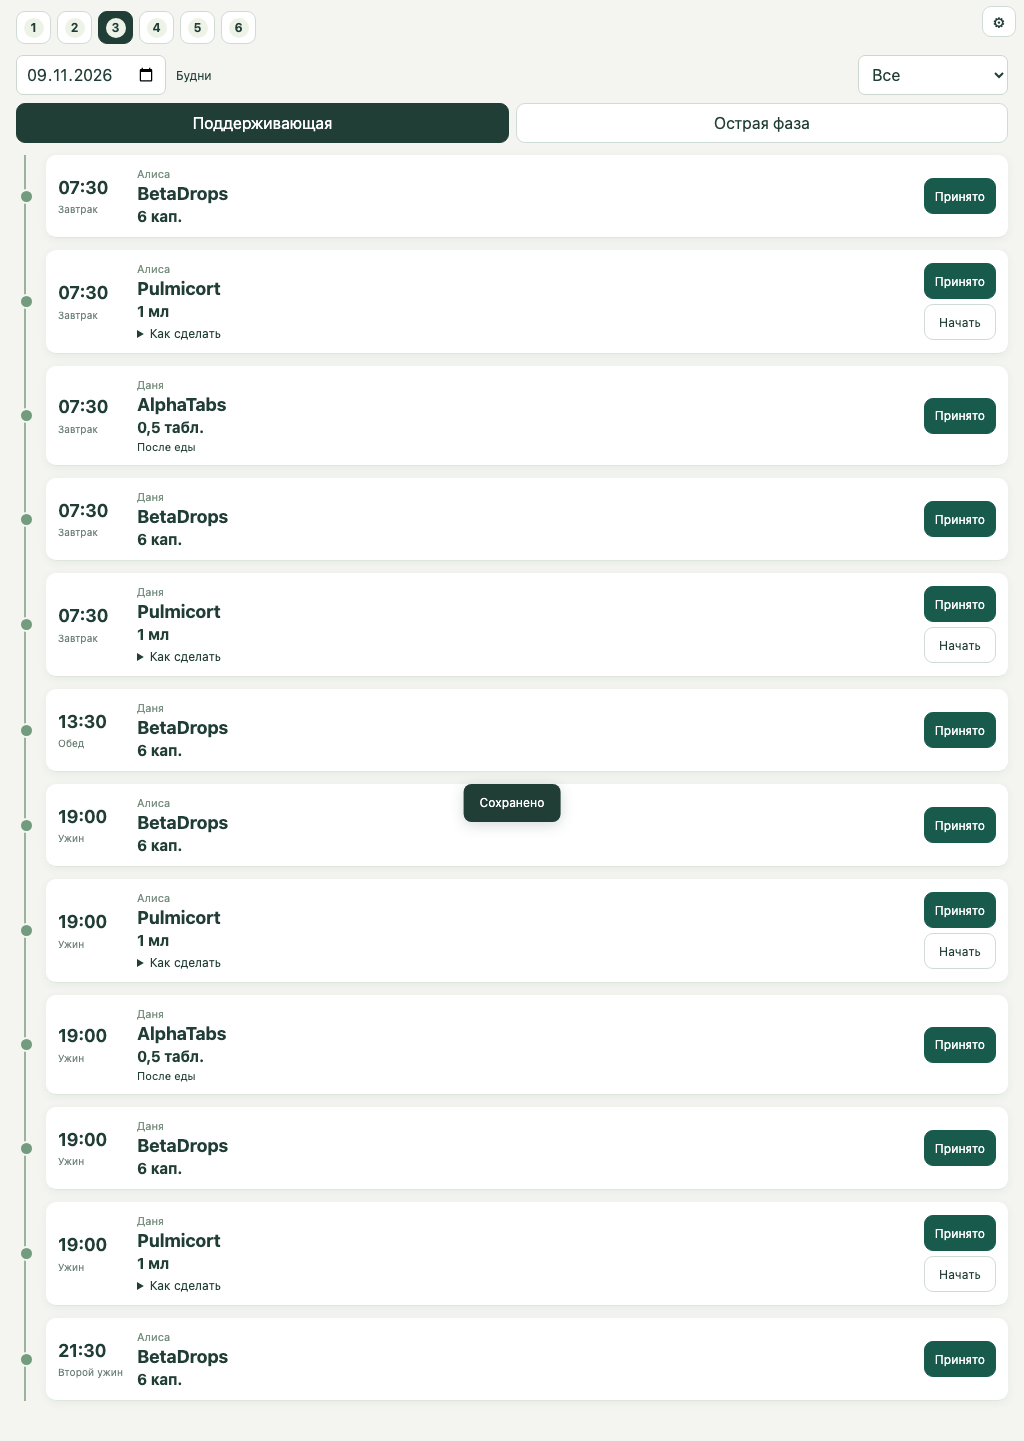 1 2 3 4 5 6
09.11.2026 Будни Все
Поддерживающая Острая фаза
07:30
Завтрак
Алиса
BetaDrops
6 кап.
Принято
07:30
Завтрак
Алиса
Pulmicort
1 мл
Как сделать
Принято
Начать
07:30
Завтрак
Даня
AlphaTabs
0,5 табл.
После еды
Принято
07:30
Завтрак
Даня
BetaDrops
6 кап.
Принято
07:30
Завтрак
Даня
Pulmicort
1 мл
Как сделать
Принято
Начать
13:30
Обед
Даня
BetaDrops
6 кап.
Принято
Сохранено
19:00
Ужин
Алиса
BetaDrops
6 кап.
Принято
19:00
Ужин
Алиса
Pulmicort
1 мл
Как сделать
Принято
Начать
19:00
Ужин
Даня
AlphaTabs
0,5 табл.
После еды
Принято
19:00
Ужин
Даня
BetaDrops
6 кап.
Принято
19:00
Ужин
Даня
Pulmicort
1 мл
Как сделать
Принято
Начать
21:30
Второй ужин
Алиса
BetaDrops
6 кап.
Принято